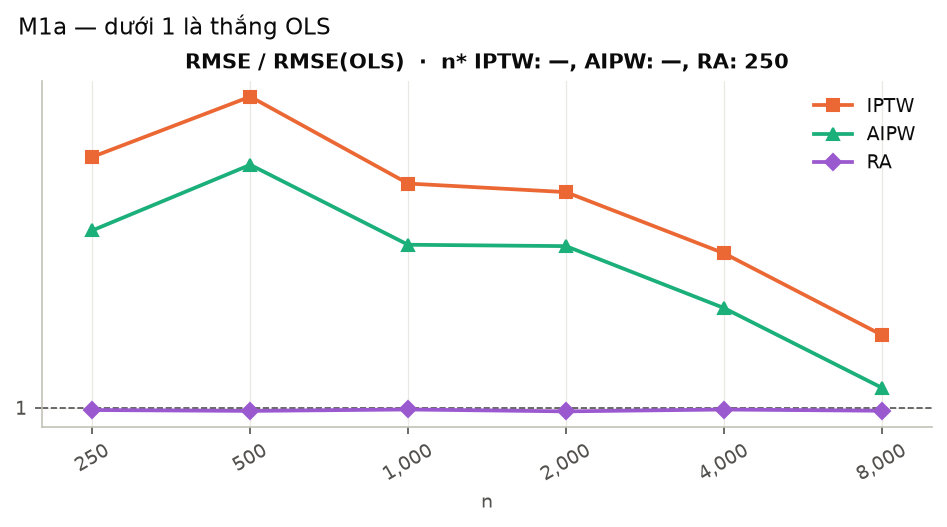 M1a — dưới 1 là thắng OLS
RMSE / RMSE(OLS) · n* IPTW: —, AIPW: —, RA: 250
IPTW
AIPW
RA
1
250
500
1,000
2,000
4,000
8,000
n